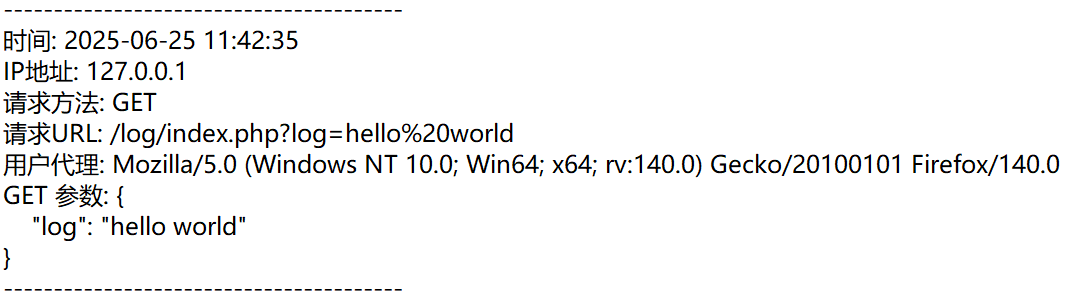 ----------------------------------------
时间: 2025-06-25 11:42:35
IP地址: 127.0.0.1
请求方法: GET
请求URL: /log/index.php?log=hello%20world
用户代理: Mozilla/5.0 (Windows NT 10.0; Win64; x64; rv:140.0) Gecko/20100101 Firefox/140.0
GET 参数: {
    "log": "hello world"
}
----------------------------------------